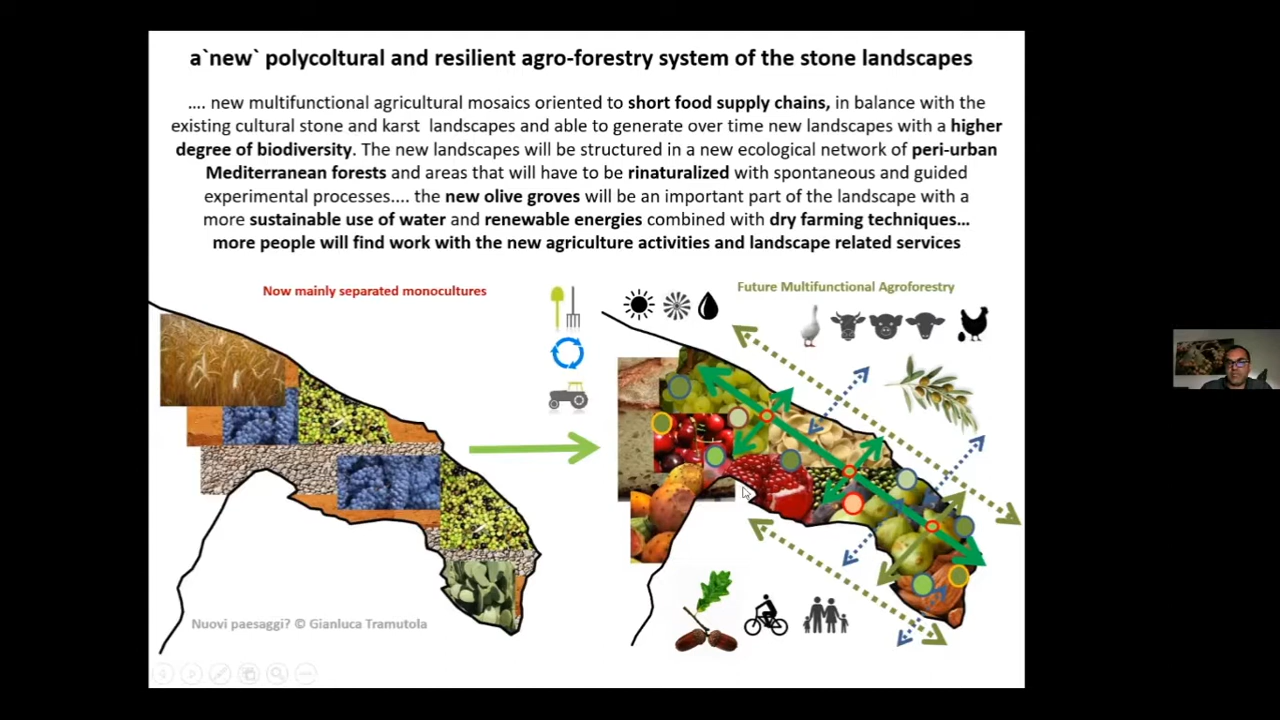 a`new` polycoltural and resilient agro-forestry system of the stone landscapes
.... new multifunctional agricultural mosaics oriented to short food supply chains, in balance with the
existing cultural stone and karst landscapes and able to generate over time new landscapes with a higher
degree of biodiversity. The new landscapes will be structured in a new ecological network of peri-urban
Mediterranean forests and areas that will have to be rinaturalized with spontaneous and guided
experimental processes.... the new olive groves will be an important part of the landscape with a
more sustainable use of water and renewable energies combined with dry farming techniques...
more people will find work with the new agriculture activities and landscape related services
Now mainly separated monocultures
Future Multifunctional Agroforestry
Nuovi paesaggi? © Gianluca Tramutola